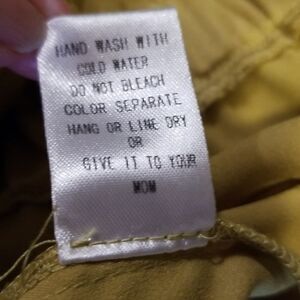 HAND WASH WITH
COLD WATER
DO NOT BLEACH
COLOR SEPARATE
HANG OR LINE DRY
OR
GIVE IT TO YOUR
MOM